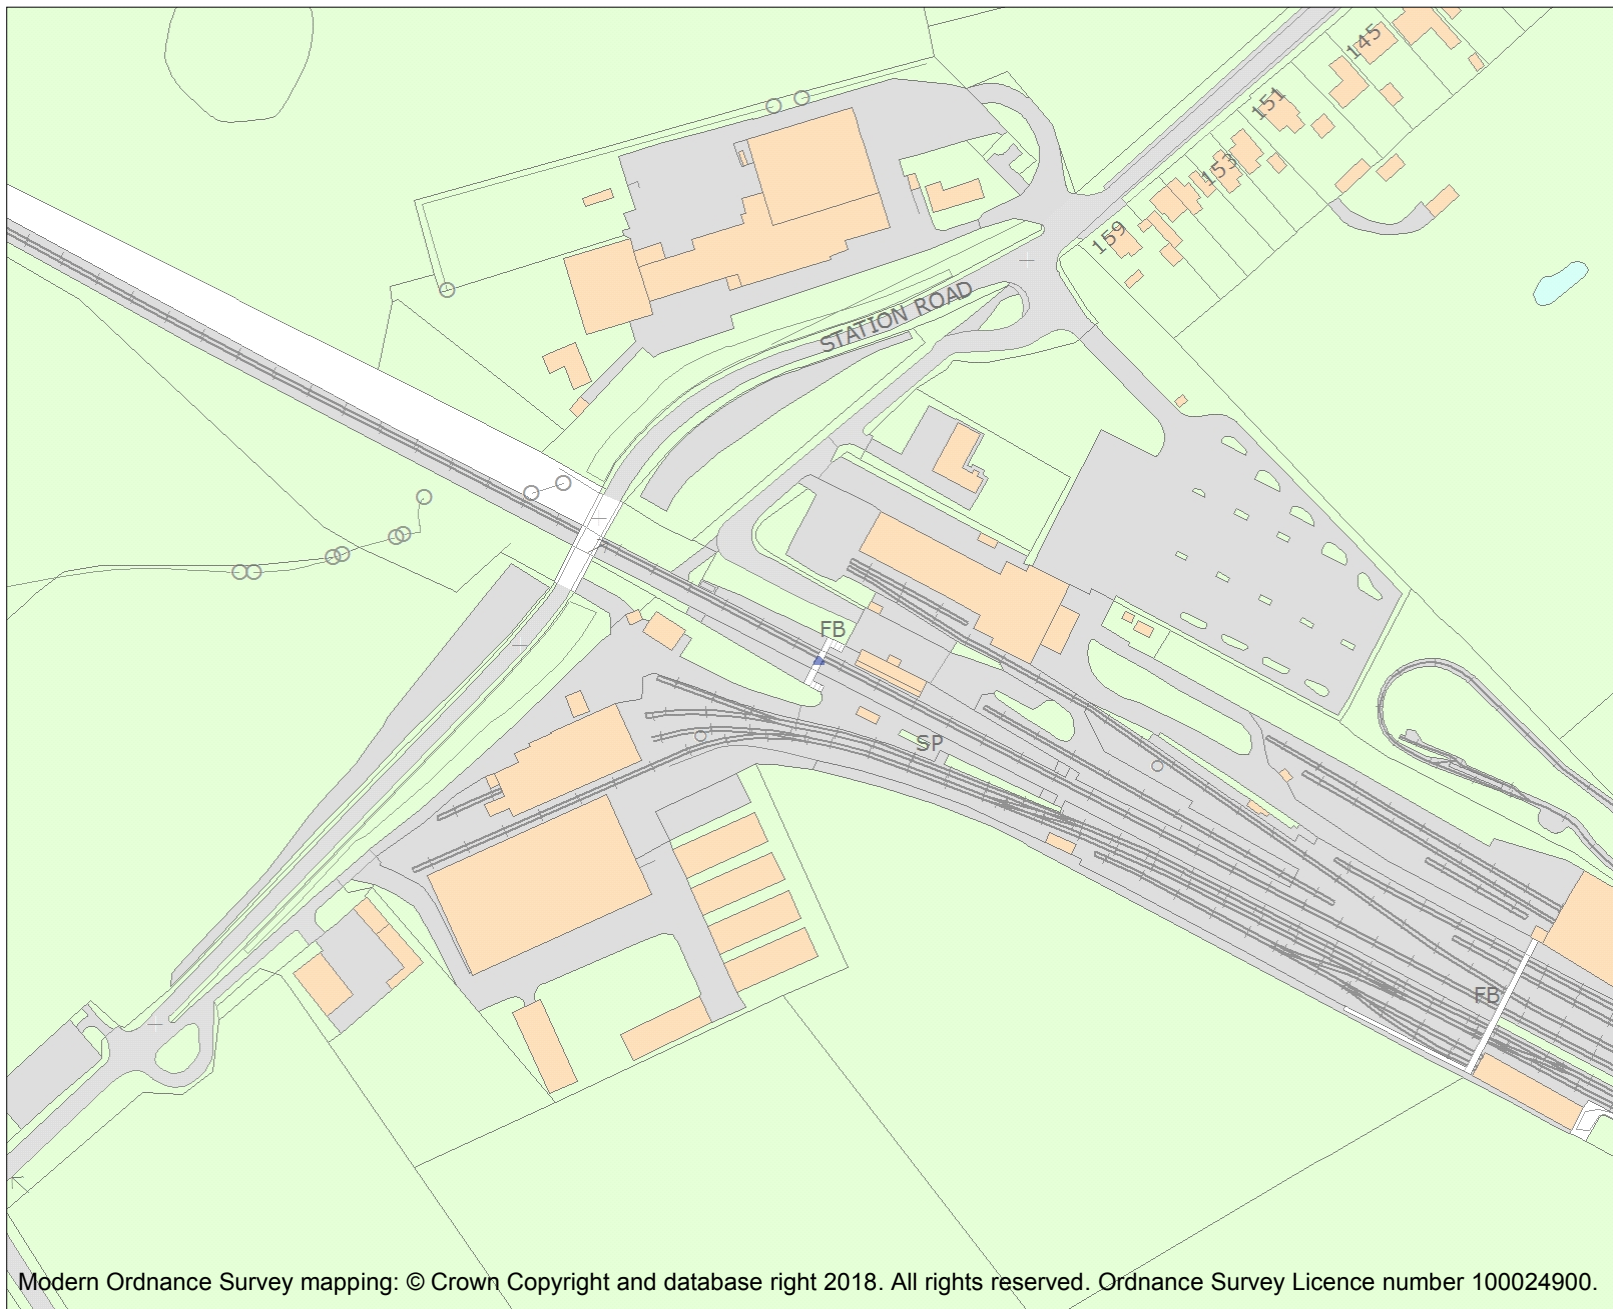 145
151
153
159
STATION ROAD
FB
SP
FB
Modern Ordnance Survey mapping: © Crown Copyright and database right 2018. All rights reserved. Ordnance Survey Licence number 100024900.